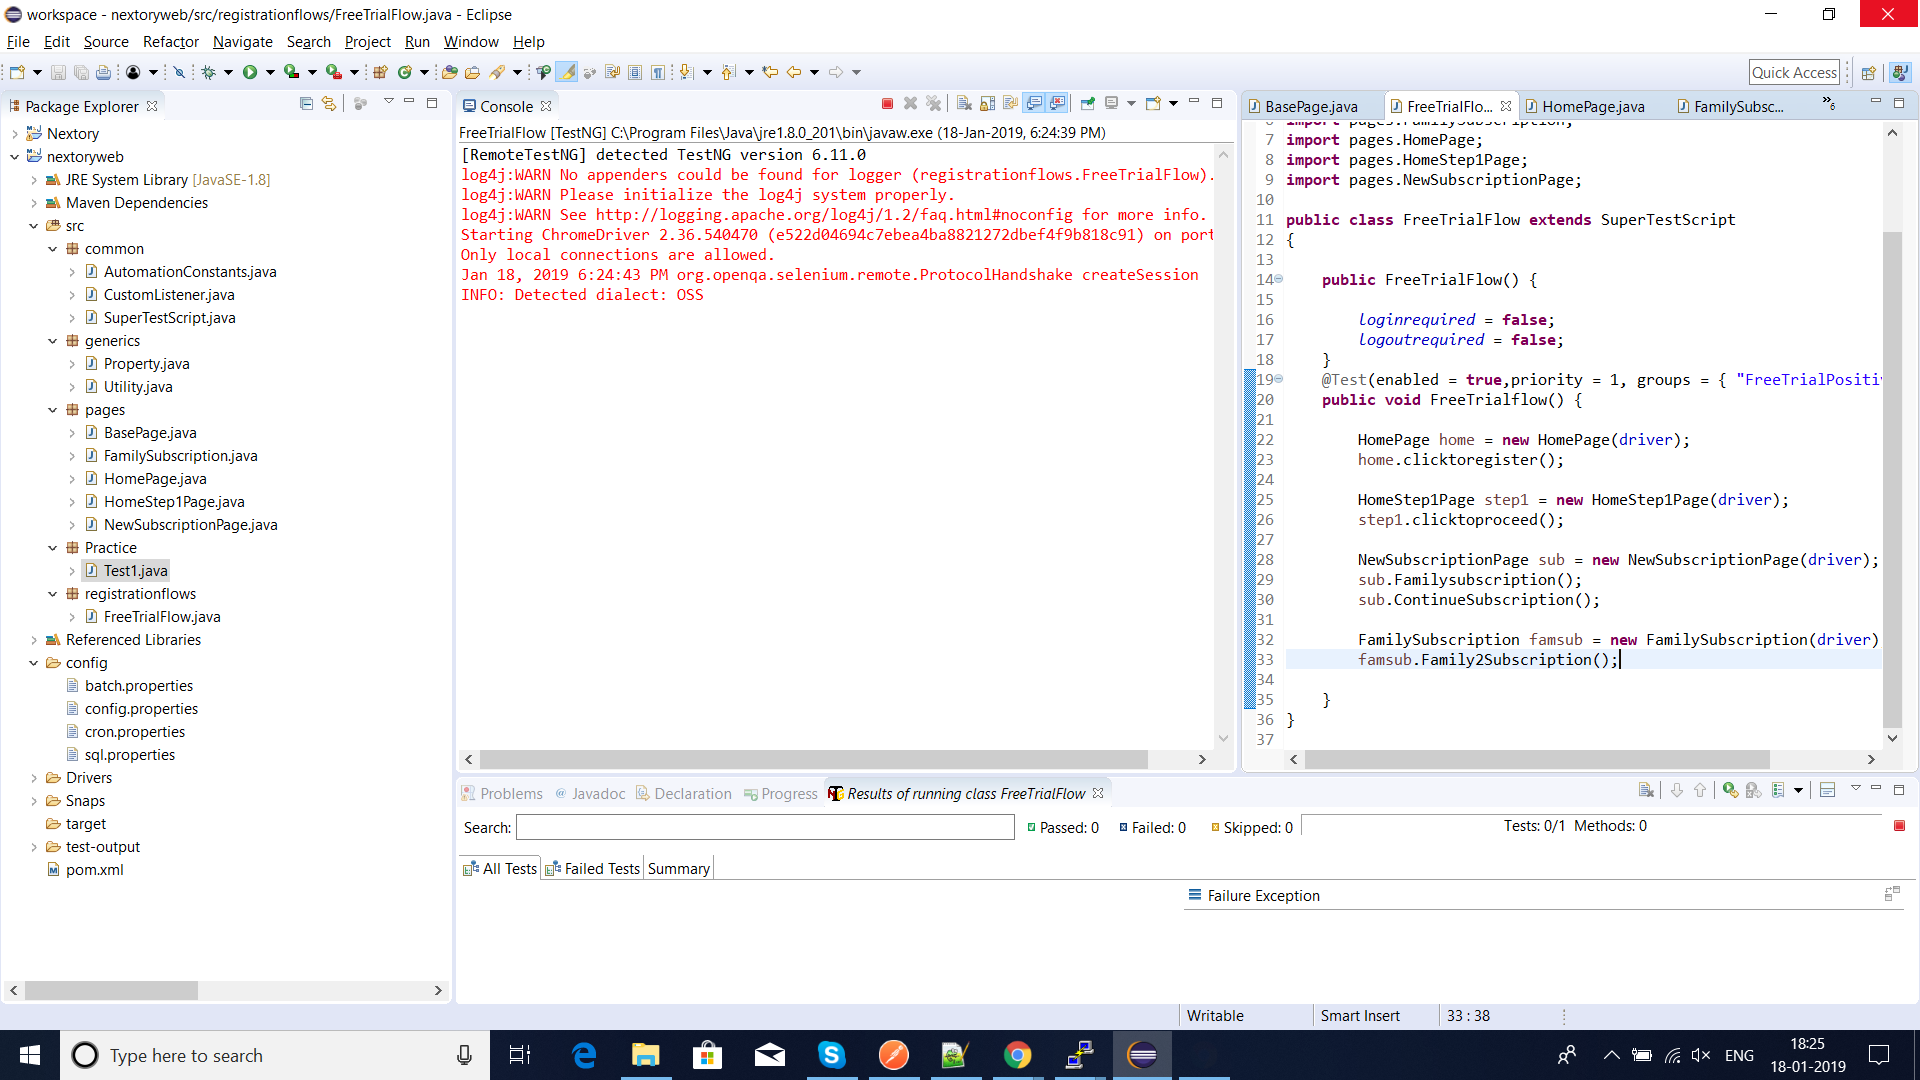 workspace - nextoryweb/src/registrationflows/FreeTrialFlow.java - Eclipse
File Edit Source Refactor Navigate Search Project Run Window Help
Quick Access
Package Explorer
Nextory
nextoryweb
JRE System Library [JavaSE-1.8]
Maven Dependencies
src
common
AutomationConstants.java
CustomListener.java
SuperTestScript.java
generics
Property.java
Utility.java
pages
BasePage.java
FamilySubscription.java
HomePage.java
HomeStep1Page.java
NewSubscriptionPage.java
Practice
Test1.java
registrationflows
FreeTrialFlow.java
Referenced Libraries
config
batch.properties
config.properties
cron.properties
sql.properties
Drivers
Snaps
target
test-output
pom.xml
Console
FreeTrialFlow [TestNG] C:\Program Files\Java\jre1.8.0_201\bin\javaw.exe (18-Jan-2019, 6:24:39 PM)
[RemoteTestNG] detected TestNG version 6.11.0
log4j:WARN No appenders could be found for logger (registrationflows.FreeTrialFlow).
log4j:WARN Please initialize the log4j system properly.
log4j:WARN See http://logging.apache.org/log4j/1.2/faq.html#noconfig for more info.
Starting ChromeDriver 2.36.540470 (e522d04694c7ebea4ba8821272dbef4f9b818c91) on port
Only local connections are allowed.
Jan 18, 2019 6:24:43 PM org.openqa.selenium.remote.ProtocolHandshake createSession
INFO: Detected dialect: OSS
BasePage.java FreeTrialFlo... HomePage.java FamilySubsc... »6
6 import pages.FamilySubscription;
7 import pages.HomePage;
8 import pages.HomeStep1Page;
9 import pages.NewSubscriptionPage;
10
11 public class FreeTrialFlow extends SuperTestScript
12 {
13
14 public FreeTrialFlow() {
15
16 loginrequired = false;
17 logoutrequired = false;
18 }
19 @Test(enabled = true,priority = 1, groups = { "FreeTrialPositi
20 public void FreeTrialflow() {
21
22 HomePage home = new HomePage(driver);
23 home.clicktoregister();
24
25 HomeStep1Page step1 = new HomeStep1Page(driver);
26 step1.clicktoproceed();
27
28 NewSubscriptionPage sub = new NewSubscriptionPage(driver);
29 sub.Familysubscription();
30 sub.ContinueSubscription();
31
32 FamilySubscription famsub = new FamilySubscription(driver)
33 famsub.Family2Subscription();
34
35 }
36 }
37
Problems Javadoc Declaration Progress Results of running class FreeTrialFlow
Search: Passed: 0 Failed: 0 Skipped: 0 Tests: 0/1 Methods: 0
All Tests Failed Tests Summary
Failure Exception
Writable Smart Insert 33 : 38
Type here to search
ENG
18:25
18-01-2019